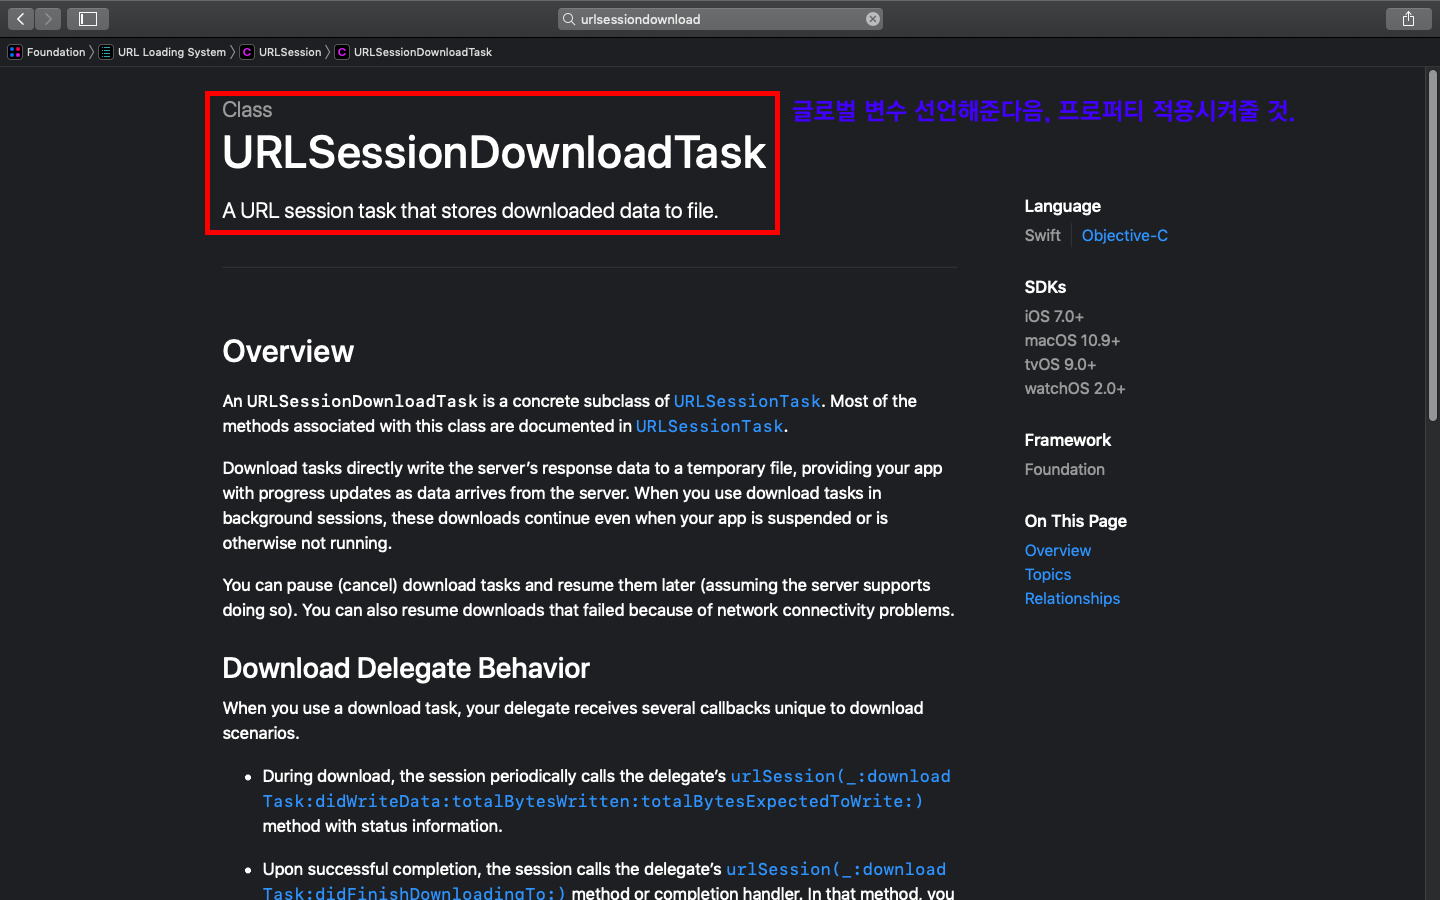 urlsessiondownload
Foundation
URL Loading System
URLSession
URLSessionDownloadTask
Class
글로벌 변수 선언해준다음, 프로퍼티 적용시켜줄 것.
URLSessionDownloadTask
A URL session task that stores downloaded data to file.
Language
Swift
Objective-C
SDKs
iOS 7.0+
macOS 10.9+
tvOS 9.0+
watchOS 2.0+
Framework
Foundation
On This Page
Overview
Topics
Relationships
Overview
An URLSessionDownloadTask is a concrete subclass of URLSessionTask. Most of the
methods associated with this class are documented in URLSessionTask.
Download tasks directly write the server's response data to a temporary file, providing your app
with progress updates as data arrives from the server. When you use download tasks in
background sessions, these downloads continue even when your app is suspended or is
otherwise not running.
You can pause (cancel) download tasks and resume them later (assuming the server supports
doing so). You can also resume downloads that failed because of network connectivity problems.
Download Delegate Behavior
When you use a download task, your delegate receives several callbacks unique to download
scenarios.
• During download, the session periodically calls the delegate's urlSession(_:download
Task:didWriteData:totalBytesWritten:totalBytesExpectedToWrite:)
method with status information.
• Upon successful completion, the session calls the delegate's urlSession(_:download
Task:didFinishDownloadingTo:) method or completion handler. In that method, you